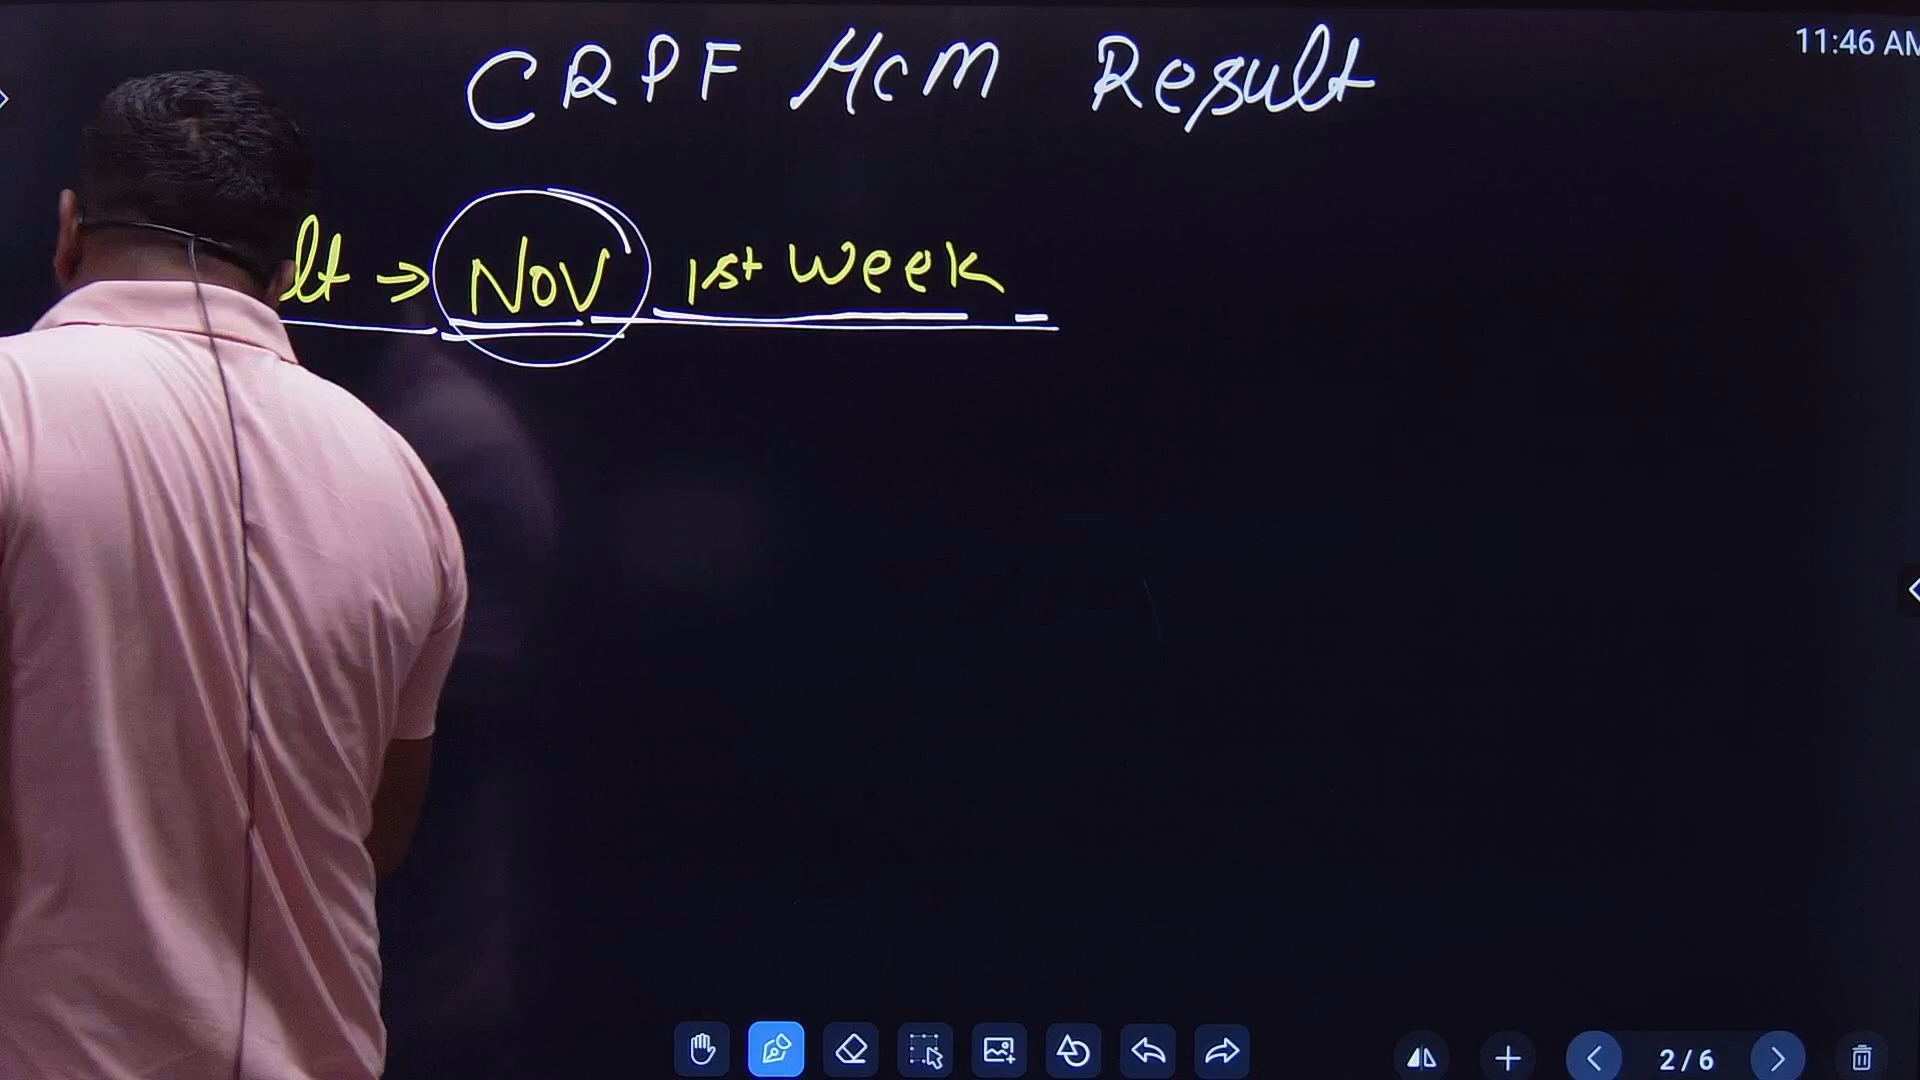 CRPF HCM Result
11:46 AM
lt → NOV 1st Week
2/6